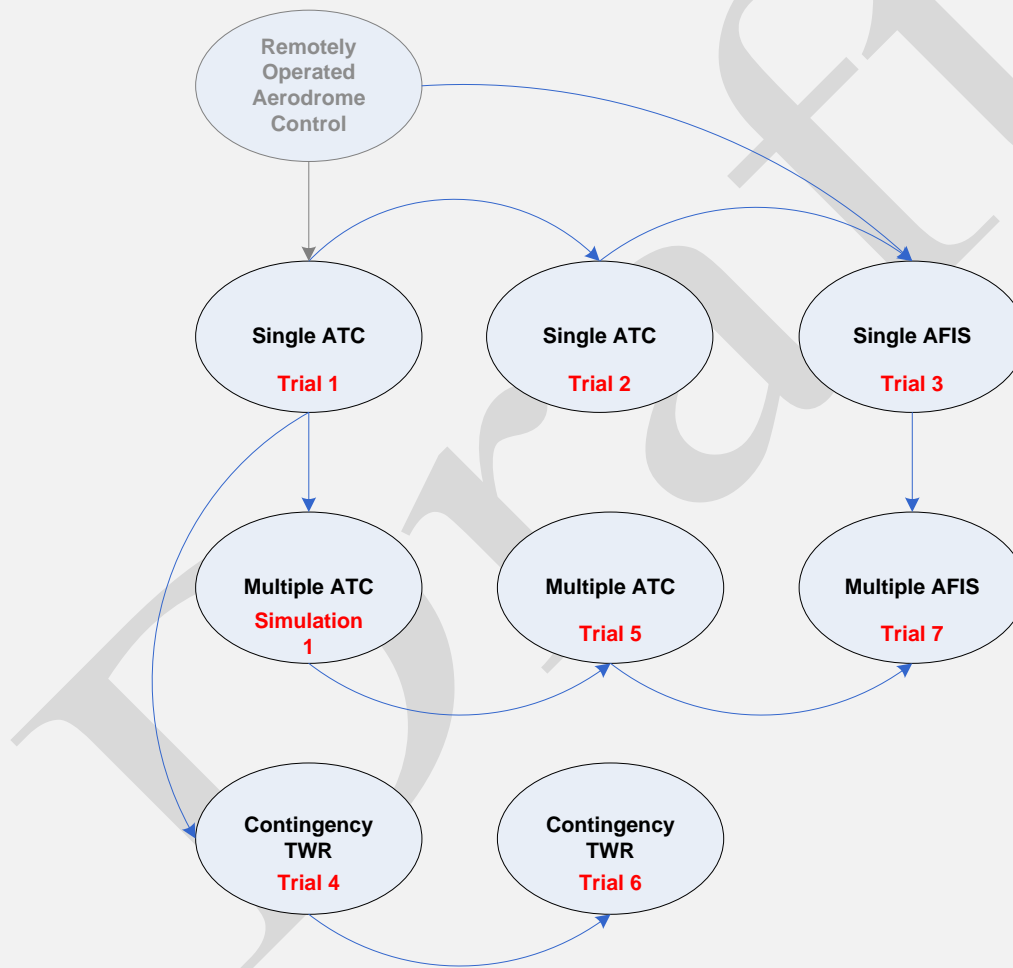 Remotely
Operated
Aerodrome
Control
Single ATC
Trial 1
Single ATC
Trial 2
Single AFIS
Trial 3
Multiple ATC
Simulation
1
Multiple ATC
Trial 5
Multiple AFIS
Trial 7
Contingency
TWR
Trial 4
Contingency
TWR
Trial 6
Draft